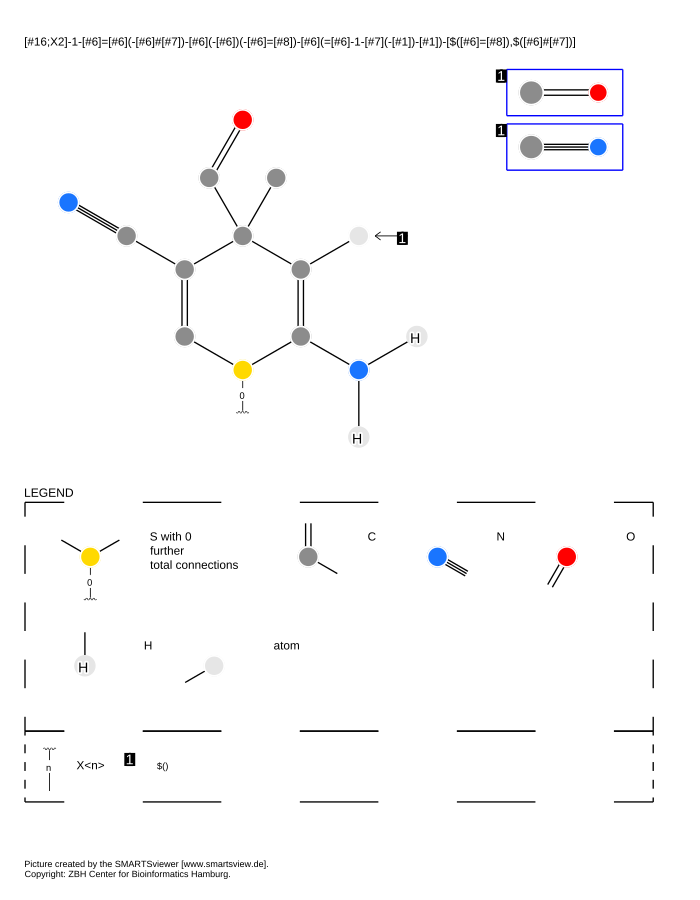 [#16;X2]-1-[#6]=[#6](-[#6]#[#7])-[#6](-[#6])(-[#6]=[#8])-[#6](=[#6]-1-[#7](-[#1])-[#1])-[$([#6]=[#8]),$([#6]#[#7])]
1
1
1
H
0
H
LEGEND
S with 0
further
total connections
C
N
O
0
H
H
atom
n
X<n>
1
$()
Picture created by the SMARTSviewer [www.smartsview.de].
Copyright: ZBH Center for Bioinformatics Hamburg.